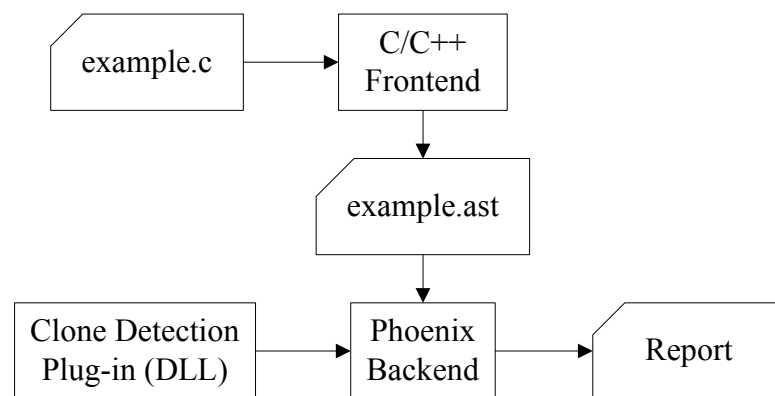 example.c
C/C++
Frontend
example.ast
Clone Detection
Plug-in (DLL)
Phoenix
Backend
Report